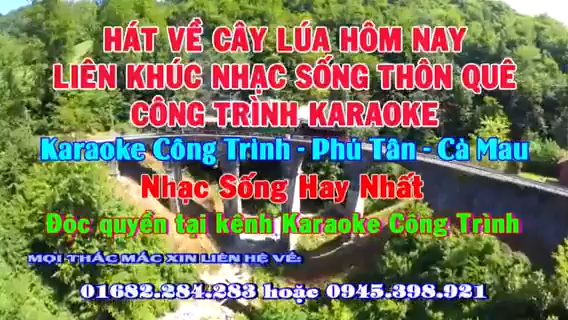 HÁT VỀ CÂY LÚA HÔM NAY
LIÊN KHÚC NHẠC SỐNG THÔN QUÊ
CÔNG TRÌNH KARAOKE
Karaoke Công Trình - Phú Tân - Cà Mau
Nhạc Sống Hay Nhất
Độc quyền tại kênh Karaoke Công Trình
MỌI THẮC MẮC XIN LIÊN HỆ VỀ:
01682.284.283 hoặc 0945.398.921